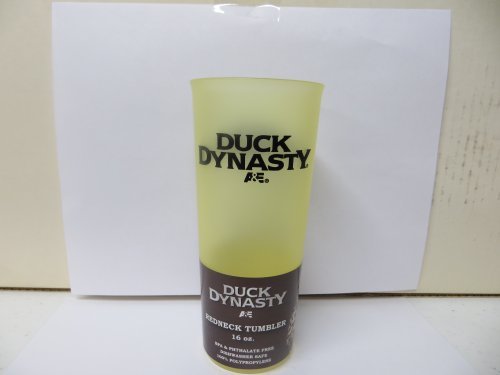 DUCK
DYNASTY
A&E
DUCK
DYNASTY
A&E
REDNECK TUMBLER
16 oz.
BPA & PHTHALATE FREE
DISHWASHER SAFE
100% POLYPROPYLENE